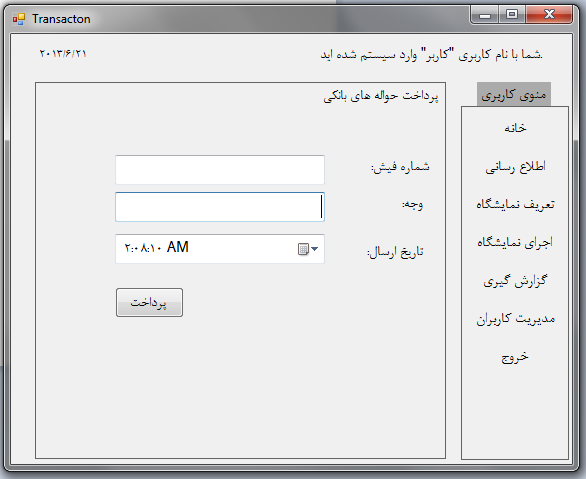 Transacton
شما با نام کاربری "کاربر" وارد سیستم شده اید.
۲۰۱۳/۶/۲۱
منوی کاربری
خانه
اطلاع رسانی
تعریف نمایشگاه
اجرای نمایشگاه
گزارش گیری
مدیریت کاربران
خروج
پرداخت حواله های بانکی
شماره فیش:
وجه:
تاریخ ارسال:
۲:۰۸:۱۰ AM
پرداخت